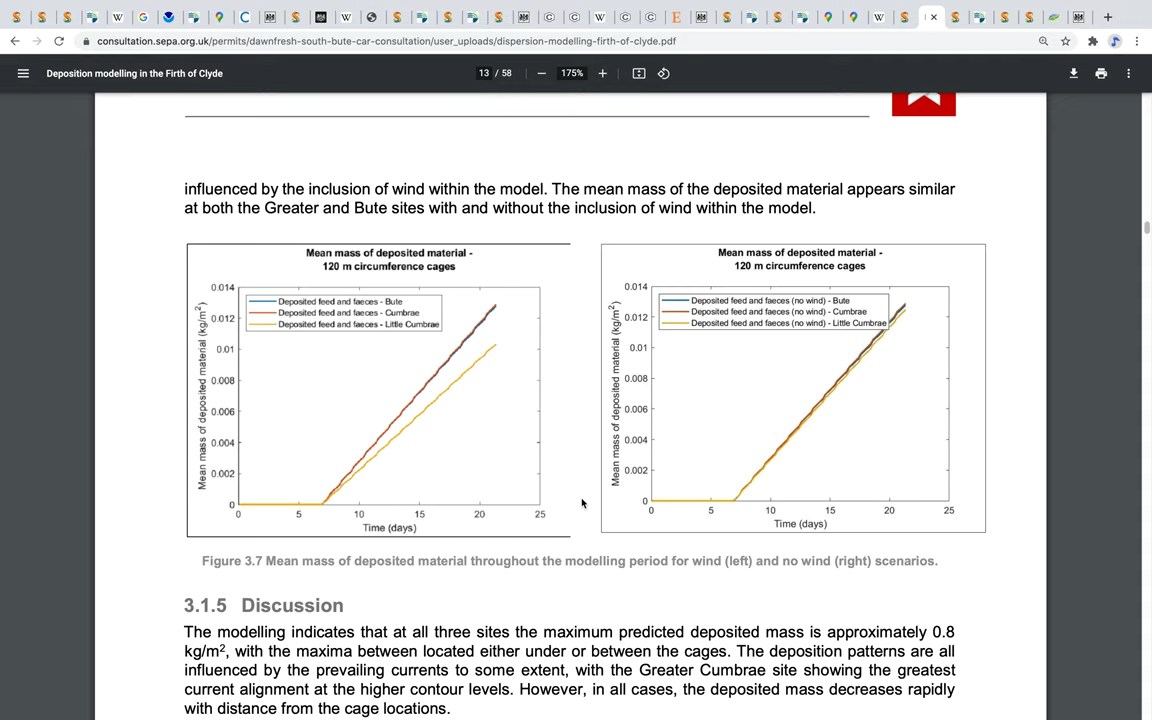 consultation.sepa.org.uk/permits/dawnfresh-south-bute-car-consultation/user_uploads/dispersion-modelling-firth-of-clyde.pdf
Deposition modelling in the Firth of Clyde
13 / 58
175%
influenced by the inclusion of wind within the model. The mean mass of the deposited material appears similar
at both the Greater and Bute sites with and without the inclusion of wind within the model.
Mean mass of deposited material -
120 m circumference cages
Deposited feed and faeces - Bute
Deposited feed and faeces - Cumbrae
Deposited feed and faeces - Little Cumbrae
Mean mass of deposited material (kg/m²)
0.014
0.012
0.01
0.008
0.006
0.004
0.002
0
0 5 10 15 20 25
Time (days)
Mean mass of deposited material -
120 m circumference cages
Deposited feed and faeces (no wind) - Bute
Deposited feed and faeces (no wind) - Cumbrae
Deposited feed and faeces (no wind) - Little Cumbrae
Mean mass of deposited material (kg/m²)
0.014
0.012
0.01
0.008
0.006
0.004
0.002
0
0 5 10 15 20 25
Time (days)
Figure 3.7 Mean mass of deposited material throughout the modelling period for wind (left) and no wind (right) scenarios.
3.1.5 Discussion
The modelling indicates that at all three sites the maximum predicted deposited mass is approximately 0.8
kg/m², with the maxima between located either under or between the cages. The deposition patterns are all
influenced by the prevailing currents to some extent, with the Greater Cumbrae site showing the greatest
current alignment at the higher contour levels. However, in all cases, the deposited mass decreases rapidly
with distance from the cage locations.